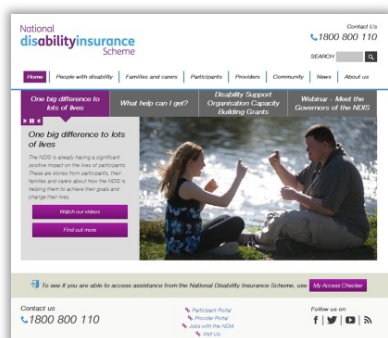 National
disabilityinsurance
Scheme
Contact Us
1800 800 110
SEARCH
Home
People with disability
Families and carers
Participants
Providers
Community
News
About us
One big difference to
lots of lives
What help can I get?
Disability Support
Organisation Capacity
Building Grants
Webinar - Meet the
Governors of the NDIS
One big difference to lots
of lives
The NDIS is already having a significant
positive impact on the lives of participants.
These are stories from participants, their
families and carers about how the NDIS is
helping them to achieve their goals and
change their lives.
Watch our videos
Find out more
To see if you are able to access assistance from the National Disability Insurance Scheme, use
My Access Checker
Contact us
1800 800 110
Participant Portal
Provider Portal
Jobs with the NDIA
Visit Us
Follow us on